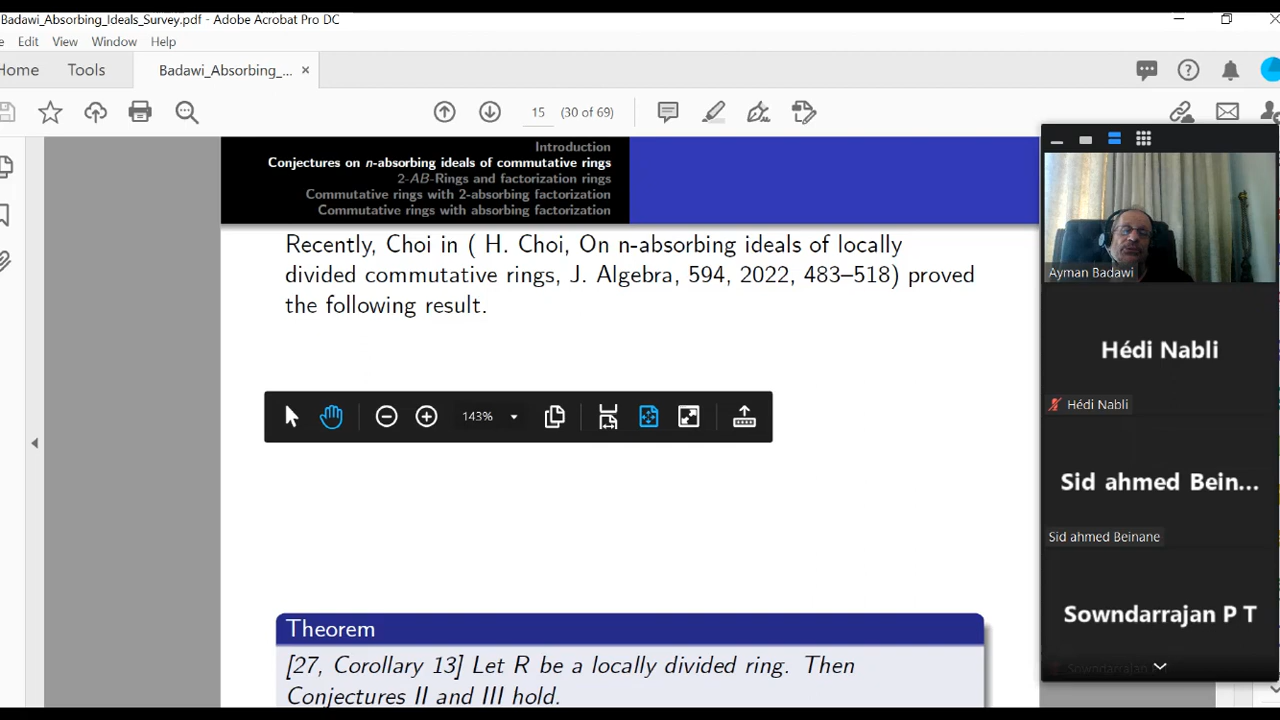 Badawi_Absorbing_Ideals_Survey.pdf - Adobe Acrobat Pro DC
Edit View Window Help
Home Tools Badawi_Absorbing_... ×
15 (30 of 69)
Introduction
Conjectures on n-absorbing ideals of commutative rings
2-AB-Rings and factorization rings
Commutative rings with 2-absorbing factorization
Commutative rings with absorbing factorization
Recently, Choi in ( H. Choi, On n-absorbing ideals of locally
divided commutative rings, J. Algebra, 594, 2022, 483–518) proved
the following result.
143%
Theorem
[27, Corollary 13] Let R be a locally divided ring. Then
Conjectures II and III hold.
Ayman Badawi
Hédi Nabli
Hédi Nabli
Sid ahmed Bein...
Sid ahmed Beinane
Sowndarrajan P T